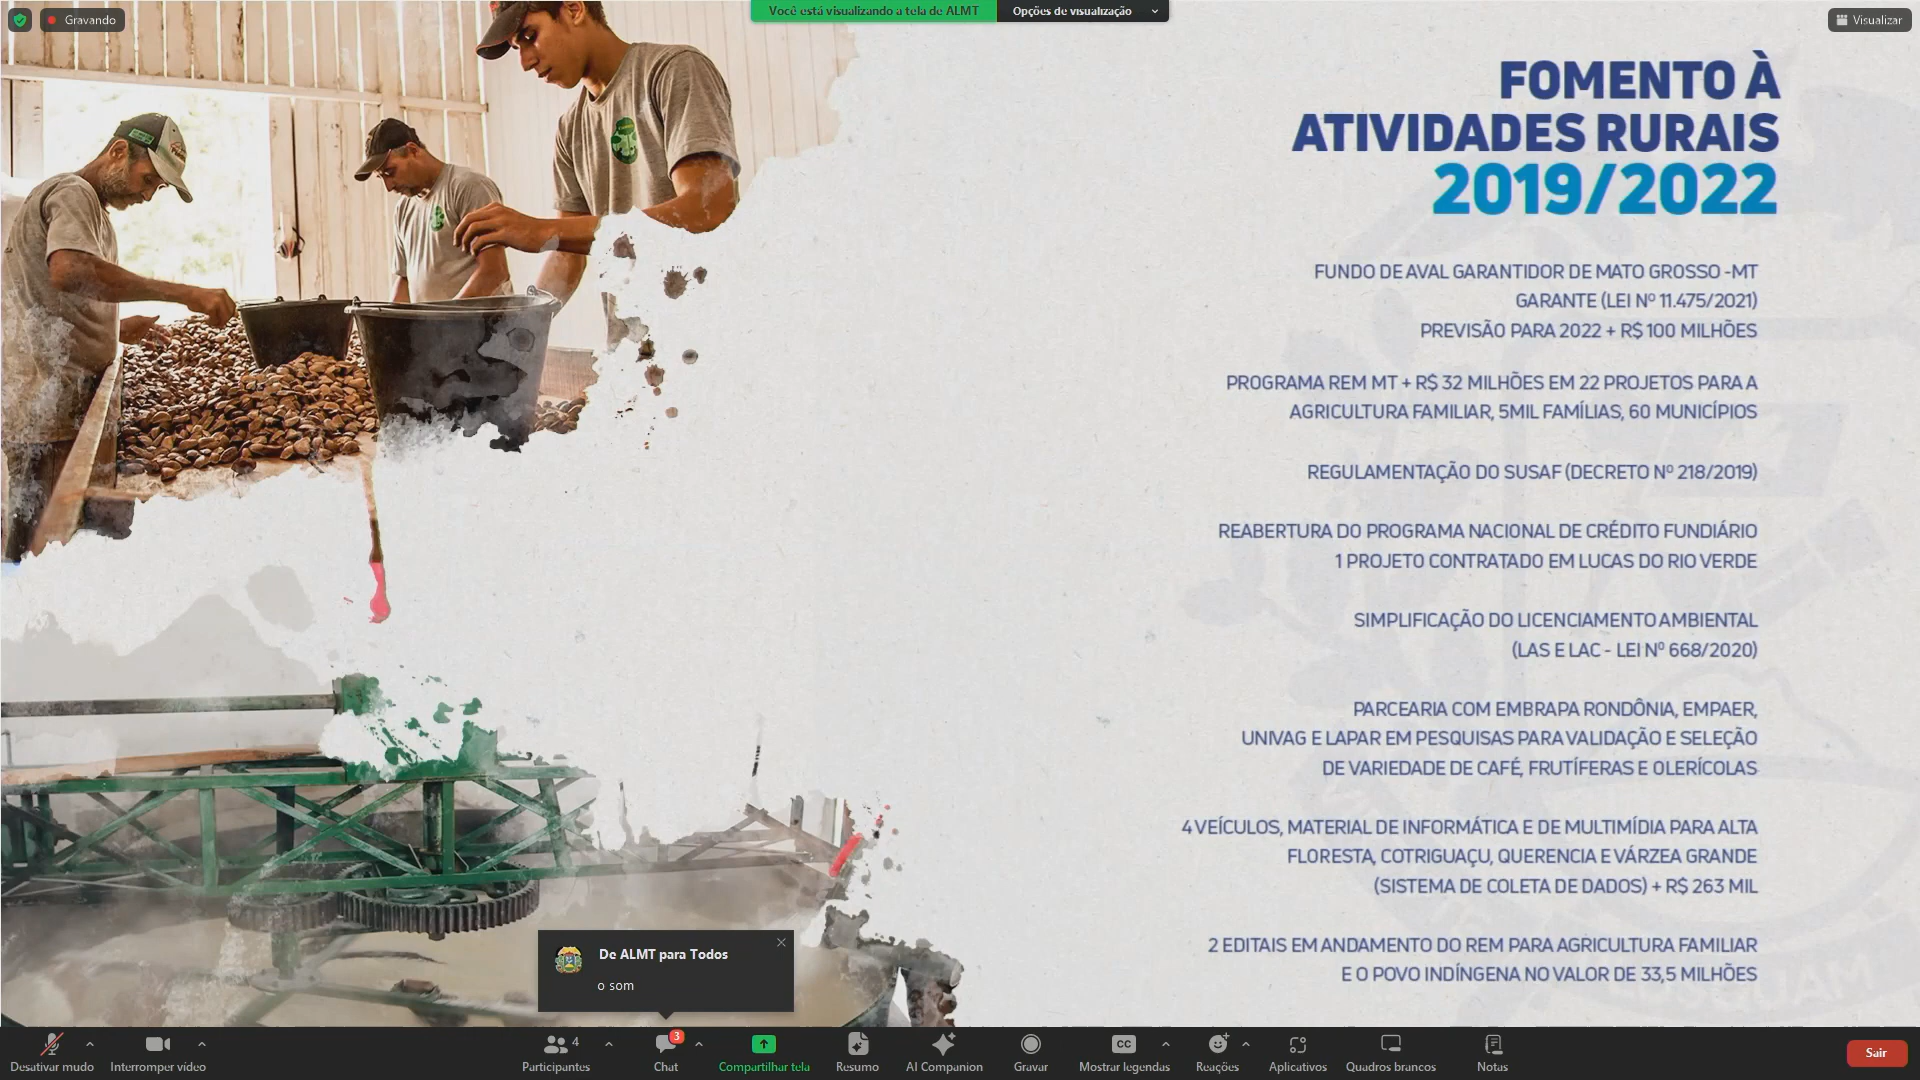 Gravando
Você está visualizando a tela de ALMT
Opções de visualização
Visualizar
FOMENTO À
ATIVIDADES RURAIS
2019/2022
FUNDO DE AVAL GARANTIDOR DE MATO GROSSO -MT
GARANTE (LEI Nº 11.475/2021)
PREVISÃO PARA 2022 + R$ 100 MILHÕES
PROGRAMA REM MT + R$ 32 MILHÕES EM 22 PROJETOS PARA A
AGRICULTURA FAMILIAR, 5MIL FAMÍLIAS, 60 MUNICÍPIOS
REGULAMENTAÇÃO DO SUSAF (DECRETO Nº 218/2019)
REABERTURA DO PROGRAMA NACIONAL DE CRÉDITO FUNDIÁRIO
1 PROJETO CONTRATADO EM LUCAS DO RIO VERDE
SIMPLIFICAÇÃO DO LICENCIAMENTO AMBIENTAL
(LAS E LAC - LEI Nº 668/2020)
PARCEARIA COM EMBRAPA RONDÔNIA, EMPAER,
UNIVAG E LAPAR EM PESQUISAS PARA VALIDAÇÃO E SELEÇÃO
DE VARIEDADE DE CAFÉ, FRUTÍFERAS E OLERÍCOLAS
4 VEÍCULOS, MATERIAL DE INFORMÁTICA E DE MULTIMÍDIA PARA ALTA
FLORESTA, COTRIGUAÇU, QUERENCIA E VÁRZEA GRANDE
(SISTEMA DE COLETA DE DADOS) + R$ 263 MIL
2 EDITAIS EM ANDAMENTO DO REM PARA AGRICULTURA FAMILIAR
E O POVO INDÍNGENA NO VALOR DE 33,5 MILHÕES
De ALMT para Todos
o som
Desativar mudo
Interromper vídeo
4
Participantes
3
Chat
Compartilhar tela
Resumo
AI Companion
Gravar
CC
Mostrar legendas
Reações
Aplicativos
Quadros brancos
Notas
Sair